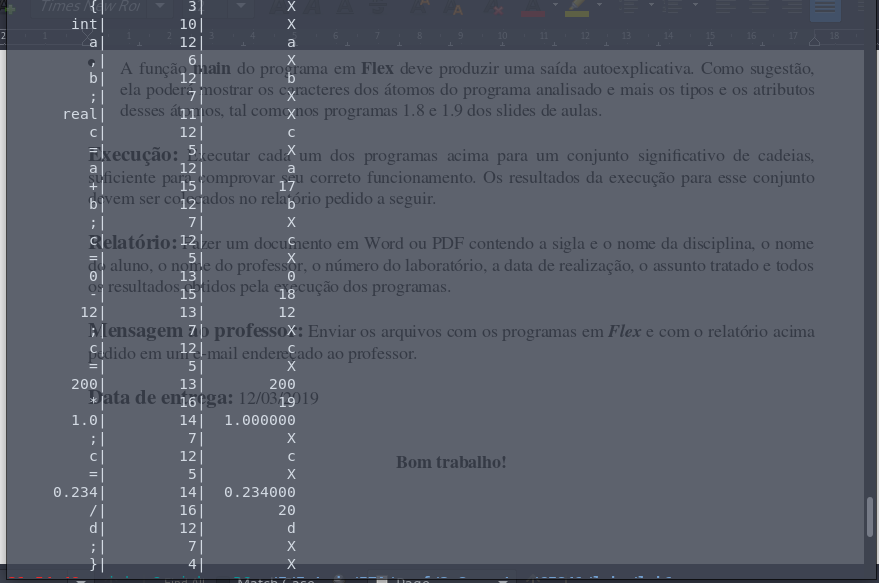 Times New Roman
{| 3| X
int| 10| X
a| 12| a
,| 6| X
b| 12| b
;| 7| X
real| 11| X
c| 12| c
=| 5| X
a| 12| a
+| 15| 17
b| 12| b
;| 7| X
c| 12| c
=| 5| X
0| 13| 0
-| 15| 18
12| 13| 12
;| 7| X
c| 12| c
=| 5| X
200| 13| 200
*| 16| 19
1.0| 14| 1.000000
;| 7| X
c| 12| c
=| 5| X
0.234| 14| 0.234000
/| 16| 20
d| 12| d
;| 7| X
}| 4| X
A função main do programa em Flex deve produzir uma saída autoexplicativa. Como sugestão,
ela poderá mostrar os caracteres dos átomos do programa analisado e mais os tipos e os atributos
desses átomos, tal como nos programas 1.8 e 1.9 dos slides de aulas.
Execução: Executar cada um dos programas acima para um conjunto significativo de cadeias,
suficiente para comprovar seu correto funcionamento. Os resultados da execução para esse conjunto
devem ser colocados no relatório pedido a seguir.
Relatório: Fazer um documento em Word ou PDF contendo a sigla e o nome da disciplina, o nome
do aluno, o nome do professor, o número do laboratório, a data de realização, o assunto tratado e todos
os resultados obtidos pela execução dos programas.
Mensagem ao professor: Enviar os arquivos com os programas em Flex e com o relatório acima
pedido em um e-mail endereçado ao professor.
Data de entrega: 12/03/2019
Bom trabalho!